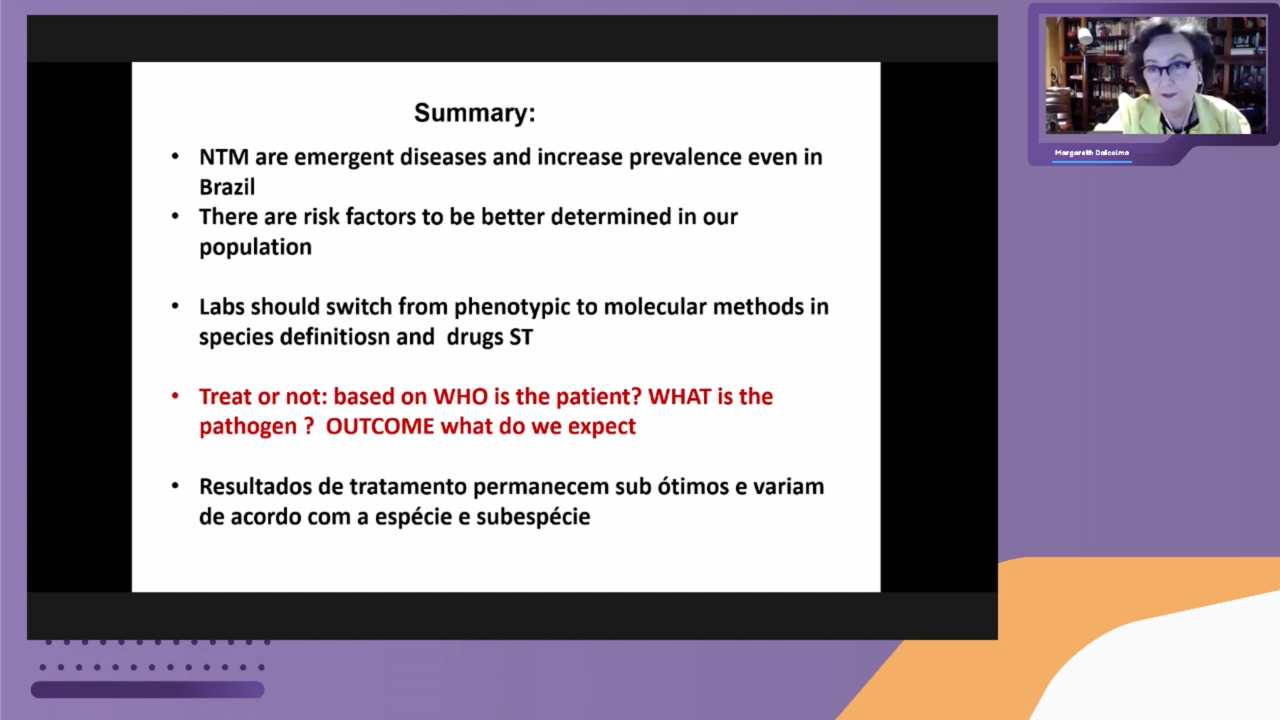 Summary:
• NTM are emergent diseases and increase prevalence even in
Brazil
• There are risk factors to be better determined in our
population
• Labs should switch from phenotypic to molecular methods in
species definitiosn and drugs ST
• Treat or not: based on WHO is the patient? WHAT is the
pathogen ? OUTCOME what do we expect
• Resultados de tratamento permanecem sub ótimos e variam
de acordo com a espécie e subespécie
Margareth Dalcolmo